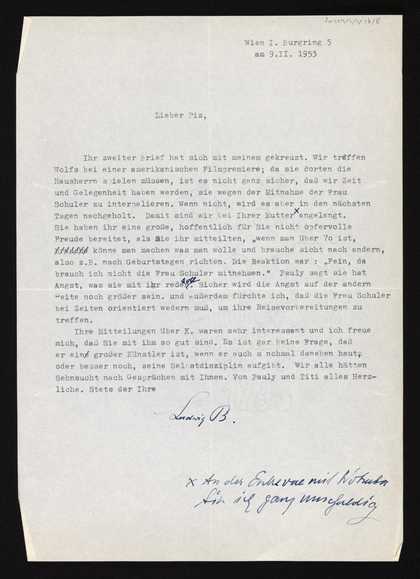 Wien I. Burgring 5
am 9.II. 1953
Lieber Piz,
Ihr zweiter Brief hat sich mit meinem gekreuzt. Wir treffen
Wolfs bei einer amerikanischen Filmpremiere; da sie dorten die
Hausherrn spielen müssen, ist es nicht ganz sicher, daß wir Zeit
und Gelegenheit haben werden, sie wegen der Mitnahme der Frau
Schuler zu interpelieren. Wenn nicht, wird es aber in den nächsten
Tagen nachgeholt. Damit sind wir bei Ihrer Mutter x angelangt.
Sie haben ihr eine große, hoffentlich für Sie nicht opfervolle
Freude bereitet, als Sie ihr mitteilten, „wenn man über 70 ist,
könne man machen was man wolle und brauche sich nach andern,
also z.B. nach Geburtstagen richten. Die Reaktion war : „Fein, da
brauch ich nicht die Frau Schuler mitnehmen." Pauly sagt sie hat
Angst, was sie mit ihr reden Sicher wird die Angst auf der andern
Seite noch größer sein. und außerdem fürchte ich, daß die Frau Schuler
bei Zeiten orientiert werden muß, um ihre Reisevorbereitungen zu
treffen.
Ihre Mitteilungen über K. waren sehr interessant und ich freue
mich, daß Sie mit ihm so gut sind. Es ist gar keine Frage, daß
er ein großer Künstler ist, wenn er auch n nchmal daneben haut;
oder besser noch, seine Selbstdisziplin aufgibt. Wir alle hätten
Sehnsucht nach Gesprächen mit Ihnen. Von Pauly und Titi alles Herz-
liche. Stets der Ihre
Ludwig B.
x An der Entrevue mit
bin ich ganz unschuldig